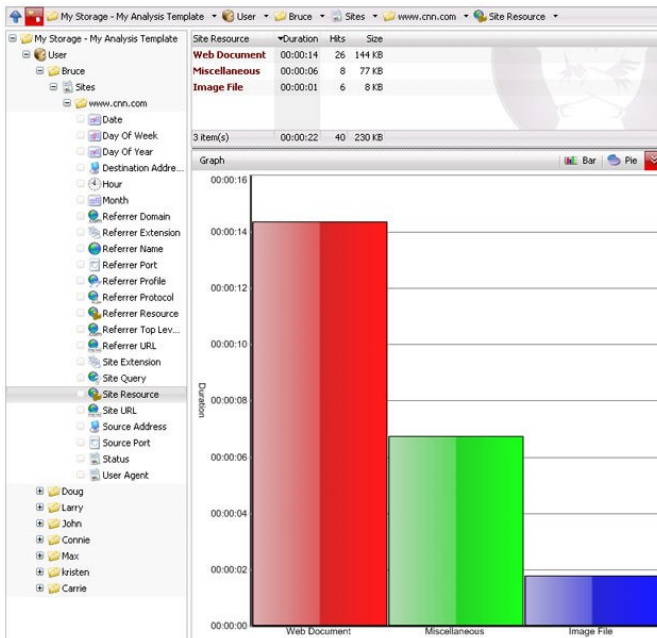 My Storage - My Analysis Template User Bruce Sites www.cnn.com Site Resource
My Storage - My Analysis Template
User
Bruce
Sites
www.cnn.com
Date
Day Of Week
Day Of Year
Destination Addre...
Hour
Month
Referrer Domain
Referrer Extension
Referrer Name
Referrer Port
Referrer Profile
Referrer Protocol
Referrer Resource
Referrer Top Lev...
Referrer URL
Site Extension
Site Query
Site Resource
Site URL
Source Address
Source Port
Status
User Agent
Doug
Larry
John
Connie
Max
kristen
Carrie
Site Resource Duration Hits Size
Web Document 00:00:14 26 144 KB
Miscellaneous 00:00:06 8 77 KB
Image File 00:00:01 6 8 KB
3 item(s) 00:00:22 40 230 KB
Graph Bar Pie
00:00:16
00:00:14
00:00:12
00:00:10
00:00:08
00:00:06
00:00:04
00:00:02
00:00:00
Duration
Web Document Miscellaneous Image File